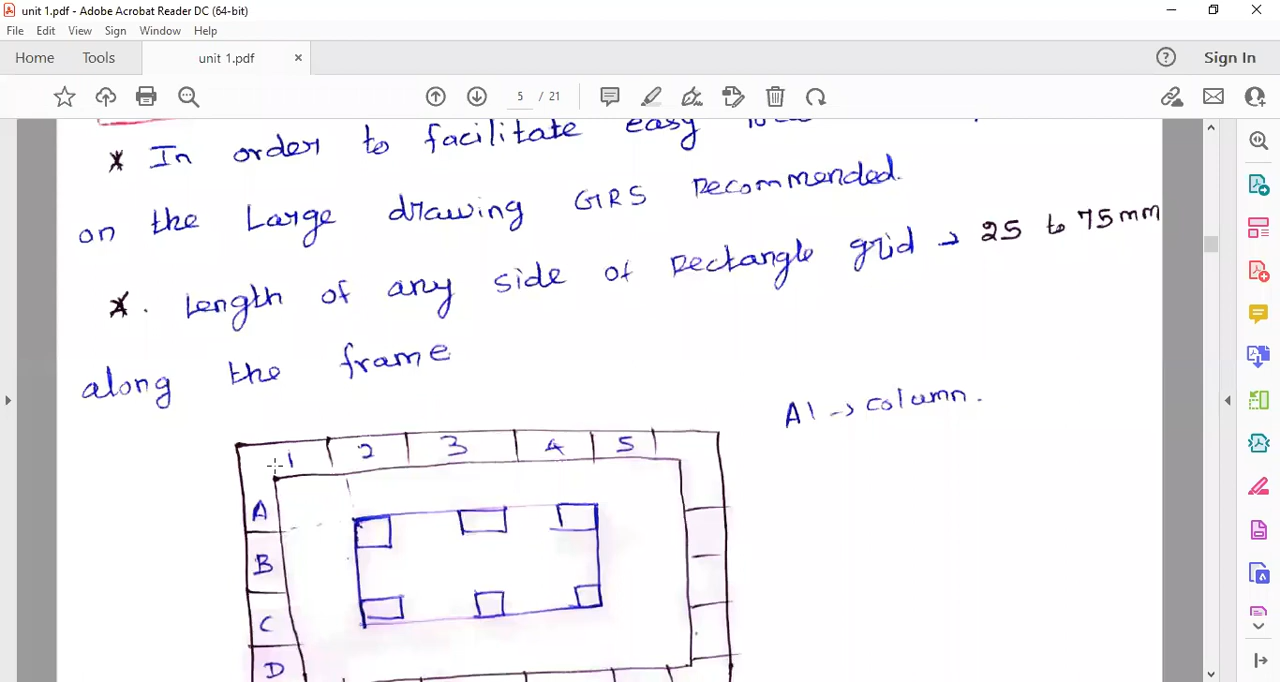 unit 1.pdf - Adobe Acrobat Reader DC (64-bit)
File Edit View Sign Window Help
Home Tools unit 1.pdf × Sign In
5 / 21
* In order to facilitate easy
on the Large drawing GRS recommended.
*. Length of any side of rectangle grid → 25 to 75mm
along the frame
A1 → column.
1 2 3 4 5
A
B
C
D